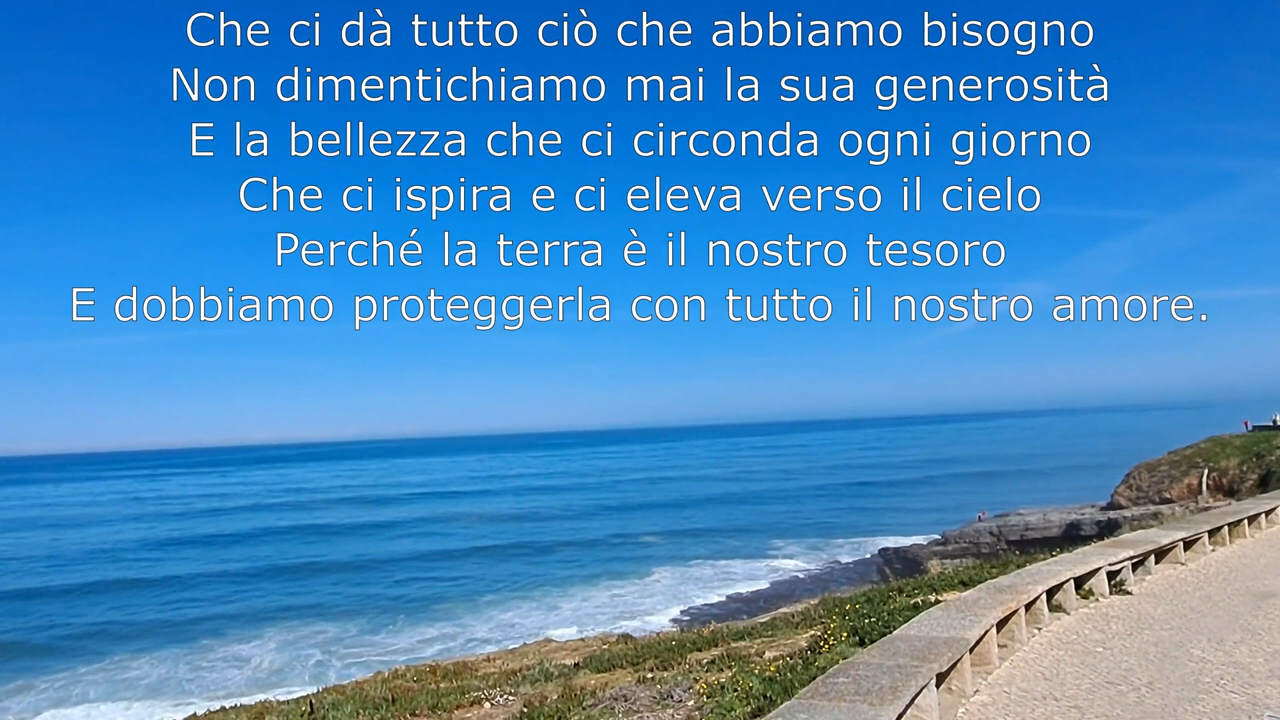 Che ci dà tutto ciò che abbiamo bisogno
Non dimentichiamo mai la sua generosità
E la bellezza che ci circonda ogni giorno
Che ci ispira e ci eleva verso il cielo
Perché la terra è il nostro tesoro
E dobbiamo proteggerla con tutto il nostro amore.